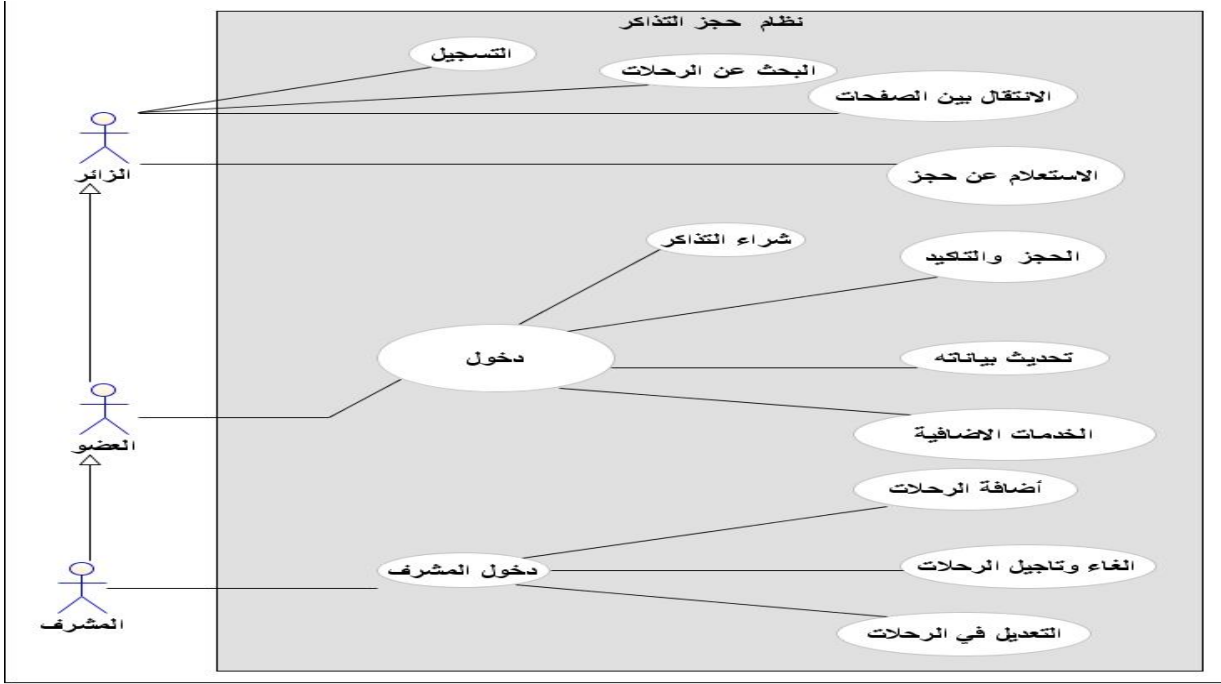 نظام حجز التذاكر
التسجيل
البحث عن الرحلات
الانتقال بين الصفحات
الزائر
الاستعلام عن حجز
شراء التذاكر
الحجز والتاكيد
دخول
تحديث بياناته
العضو
الخدمات الاضافية
أضافة الرحلات
دخول المشرف
الغاء وتاجيل الرحلات
المشرف
التعديل في الرحلات